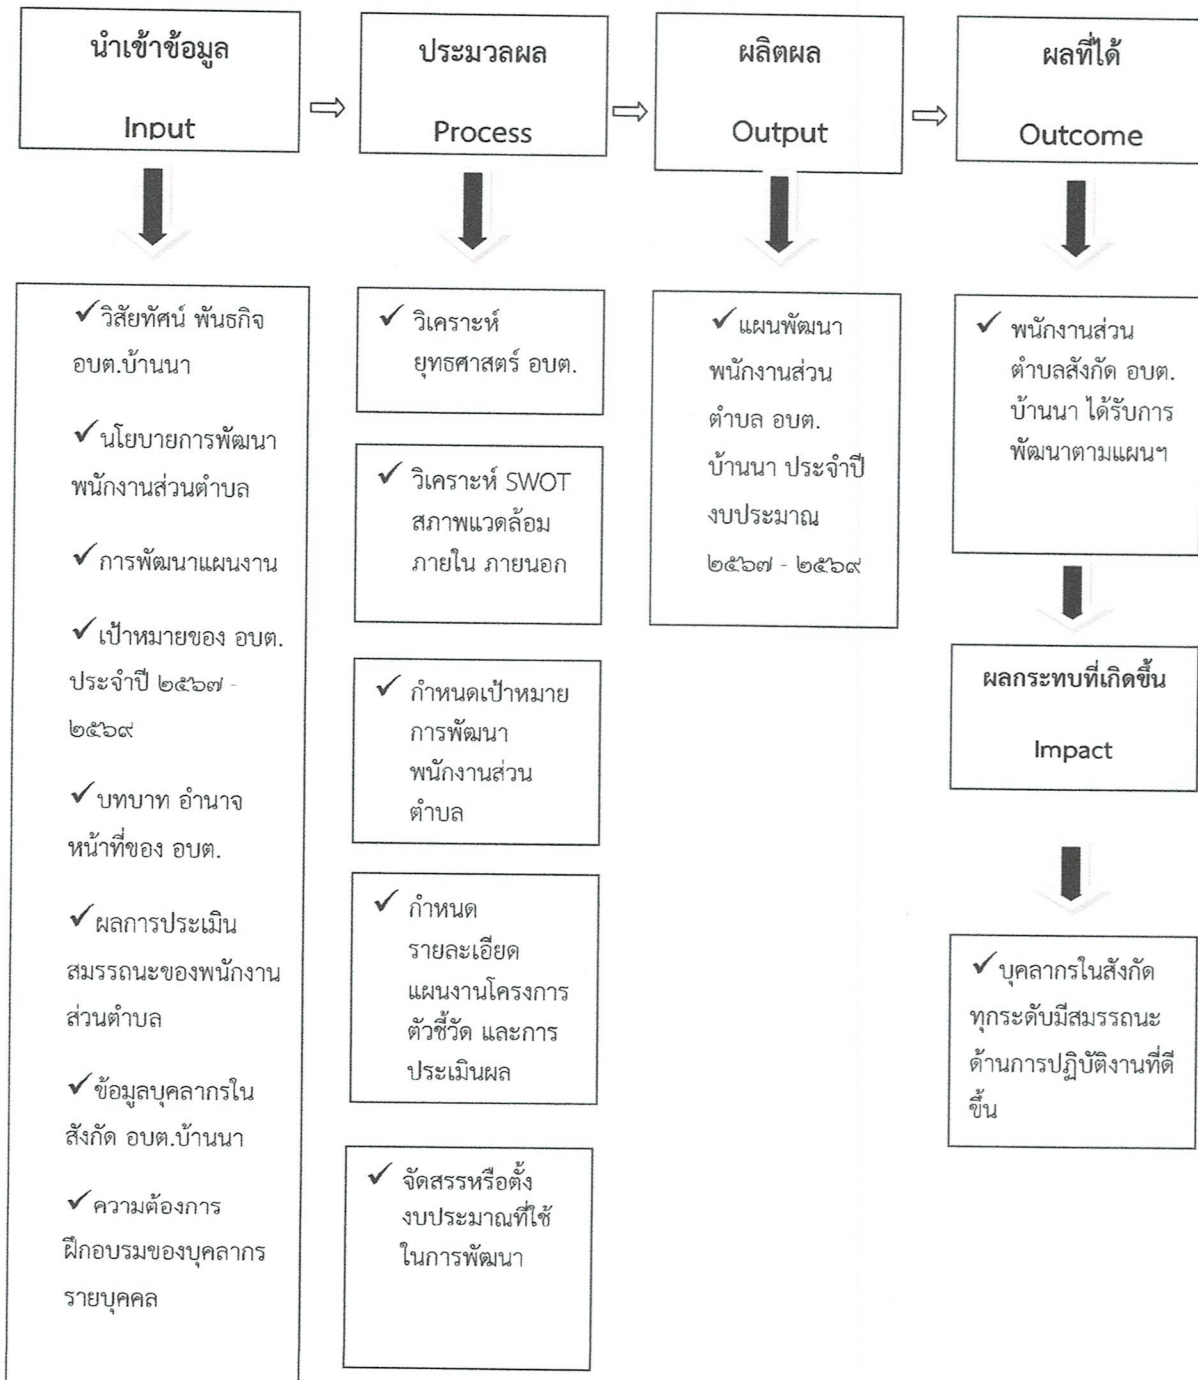 นำเข้าข้อมูล
Input
ประมวลผล
Process
ผลิตผล
Output
ผลที่ได้
Outcome
✓วิสัยทัศน์ พันธกิจ
อบต.บ้านนา
✓นโยบายการพัฒนา
พนักงานส่วนตำบล
✓การพัฒนาแผนงาน
✓เป้าหมายของ อบต.
ประจำปี ๒๕๖๗ -
๒๕๖๙
✓บทบาท อำนาจ
หน้าที่ของ อบต.
✓ผลการประเมิน
สมรรถนะของพนักงาน
ส่วนตำบล
✓ข้อมูลบุคลากรใน
สังกัด อบต.บ้านนา
✓ความต้องการ
ฝึกอบรมของบุคลากร
รายบุคคล
✓ วิเคราะห์
ยุทธศาสตร์ อบต.
✓ วิเคราะห์ SWOT
สภาพแวดล้อม
ภายใน ภายนอก
✓ กำหนดเป้าหมาย
การพัฒนา
พนักงานส่วน
ตำบล
✓ กำหนด
รายละเอียด
แผนงานโครงการ
ตัวชี้วัด และการ
ประเมินผล
✓ จัดสรรหรือตั้ง
งบประมาณที่ใช้
ในการพัฒนา
✓แผนพัฒนา
พนักงานส่วน
ตำบล อบต.
บ้านนา ประจำปี
งบประมาณ
๒๕๖๗ - ๒๕๖๙
✓ พนักงานส่วน
ตำบลสังกัด อบต.
บ้านนา ได้รับการ
พัฒนาตามแผนฯ
ผลกระทบที่เกิดขึ้น
Impact
✓บุคลากรในสังกัด
ทุกระดับมีสมรรถนะ
ด้านการปฏิบัติงานที่ดี
ขึ้น